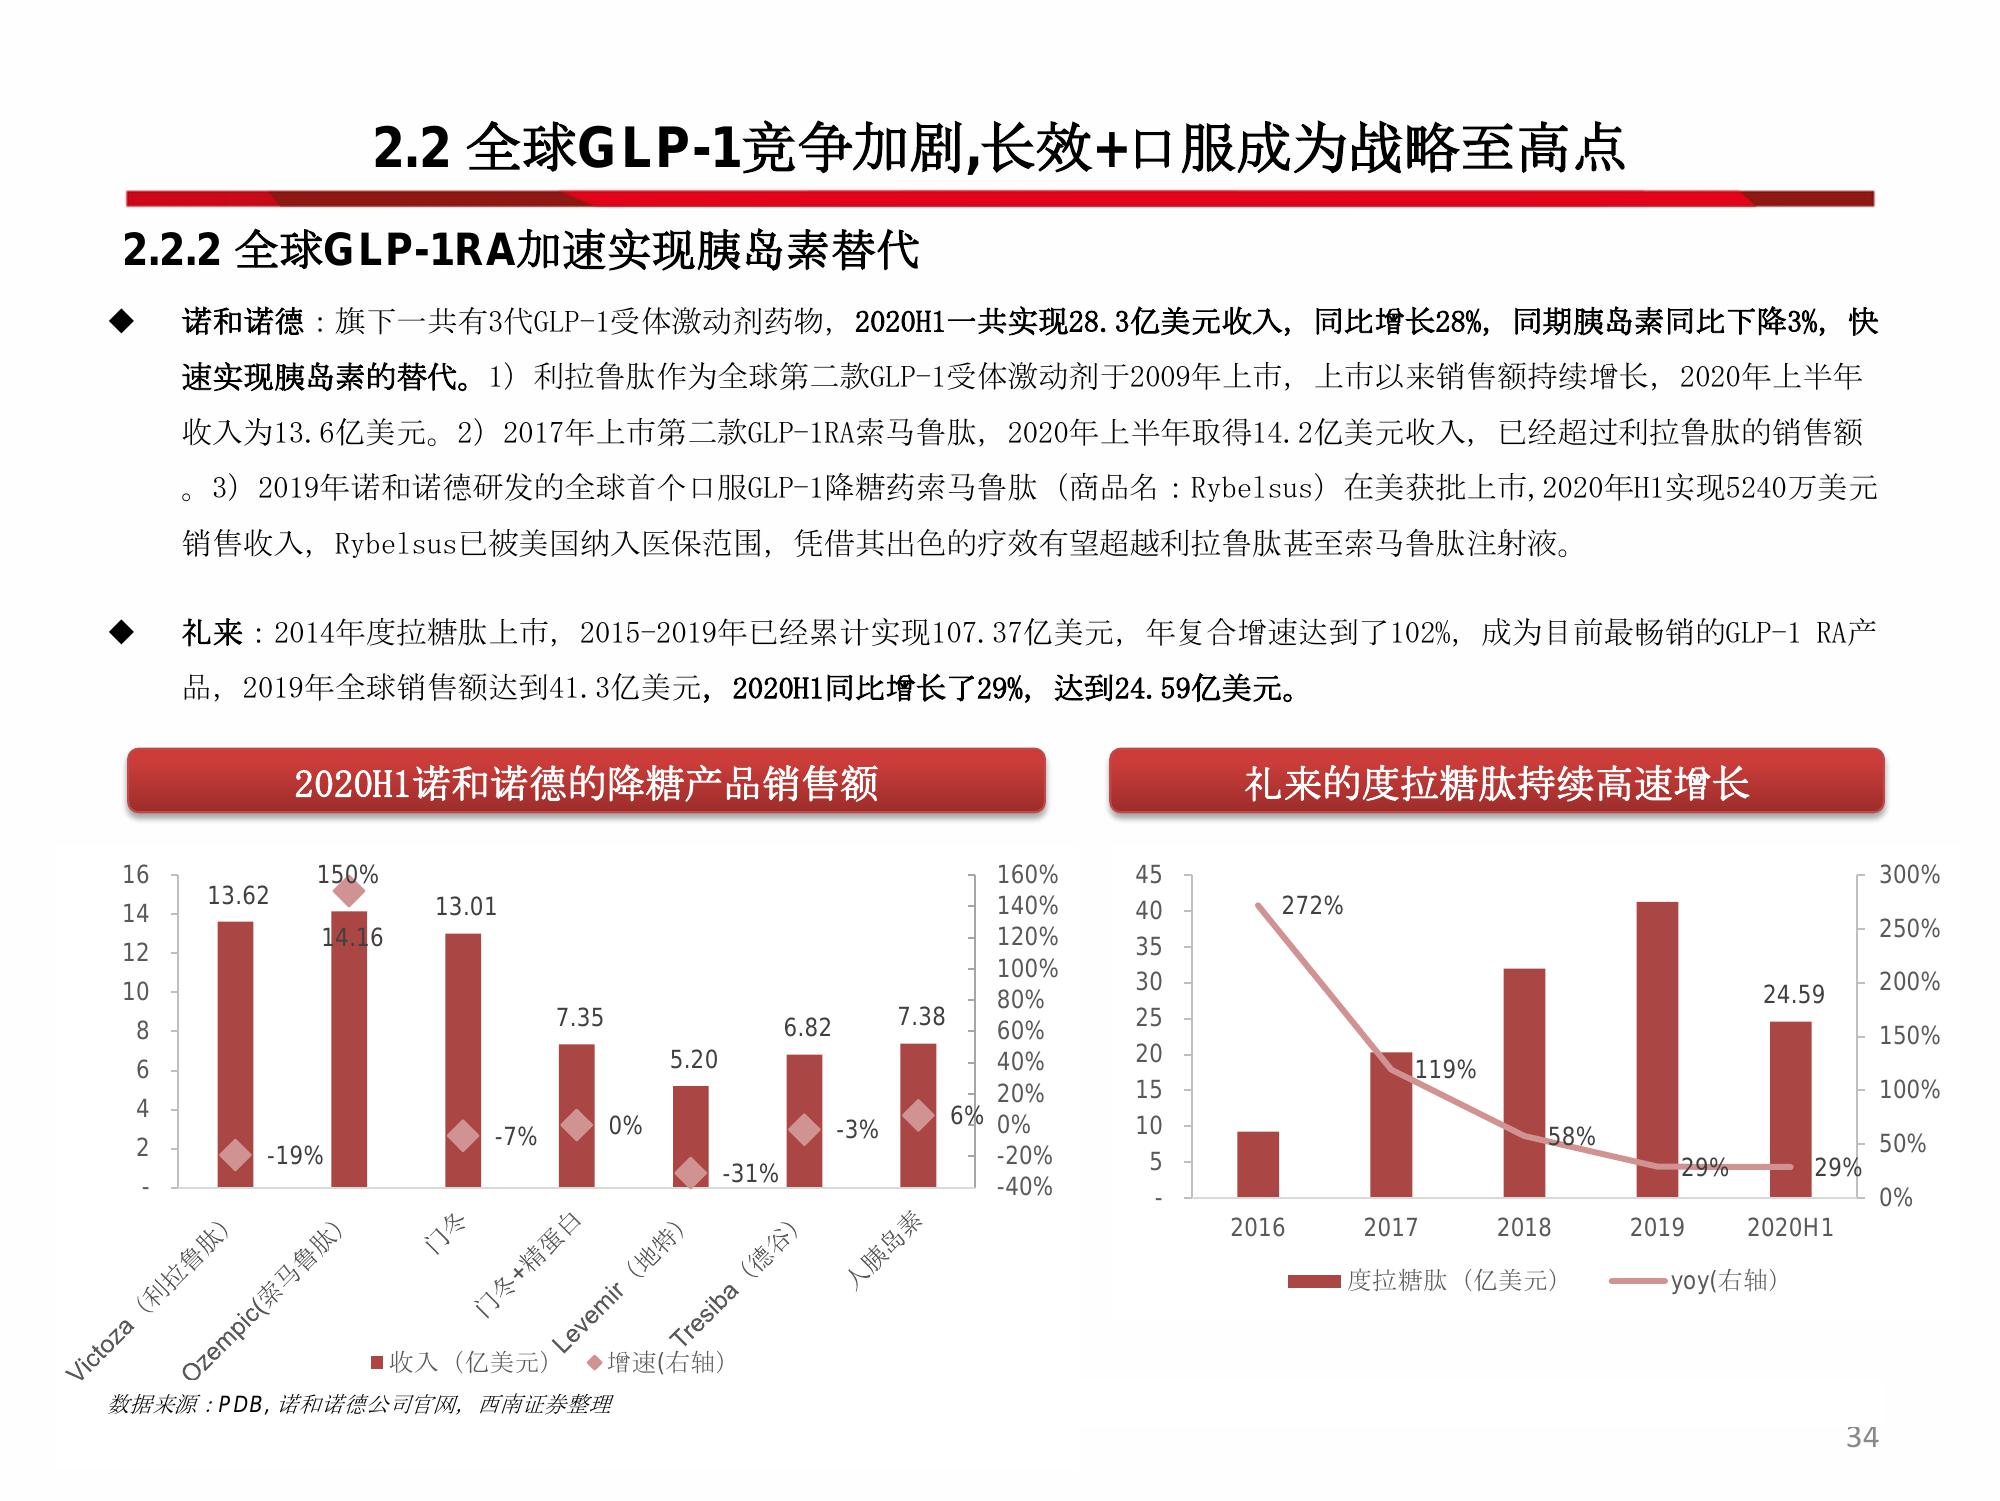 2.2 全球GLP-1竞争加剧,长效+口服成为战略至高点
2.2.2 全球GLP-1RA加速实现胰岛素替代
◆ 诺和诺德：旗下一共有3代GLP-1受体激动剂药物，2020H1一共实现28.3亿美元收入，同比增长28%，同期胰岛素同比下降3%，快
速实现胰岛素的替代。1）利拉鲁肽作为全球第二款GLP-1受体激动剂于2009年上市，上市以来销售额持续增长，2020年上半年
收入为13.6亿美元。2）2017年上市第二款GLP-1RA索马鲁肽，2020年上半年取得14.2亿美元收入，已经超过利拉鲁肽的销售额
。3）2019年诺和诺德研发的全球首个口服GLP-1降糖药索马鲁肽（商品名：Rybelsus）在美获批上市,2020年H1实现5240万美元
销售收入，Rybelsus已被美国纳入医保范围，凭借其出色的疗效有望超越利拉鲁肽甚至索马鲁肽注射液。
◆ 礼来：2014年度拉糖肽上市，2015-2019年已经累计实现107.37亿美元，年复合增速达到了102%，成为目前最畅销的GLP-1 RA产
品，2019年全球销售额达到41.3亿美元，2020H1同比增长了29%，达到24.59亿美元。
2020H1诺和诺德的降糖产品销售额
16
14
12
10
8
6
4
2
-
13.62
150%
14.16
13.01
7.35
5.20
6.82
7.38
-19%
-7%
0%
-31%
-3%
6%
160%
140%
120%
100%
80%
60%
40%
20%
0%
-20%
-40%
Victoza（利拉鲁肽）
Ozempic(索马鲁肽）
门冬
门冬+精蛋白
Levemir（地特）
Tresiba（德谷）
人胰岛素
收入（亿美元）
增速(右轴）
礼来的度拉糖肽持续高速增长
45
40
35
30
25
20
15
10
5
-
272%
119%
58%
29%
29%
24.59
300%
250%
200%
150%
100%
50%
0%
2016
2017
2018
2019
2020H1
度拉糖肽（亿美元）
yoy(右轴）
数据来源：PDB, 诺和诺德公司官网，西南证券整理
34